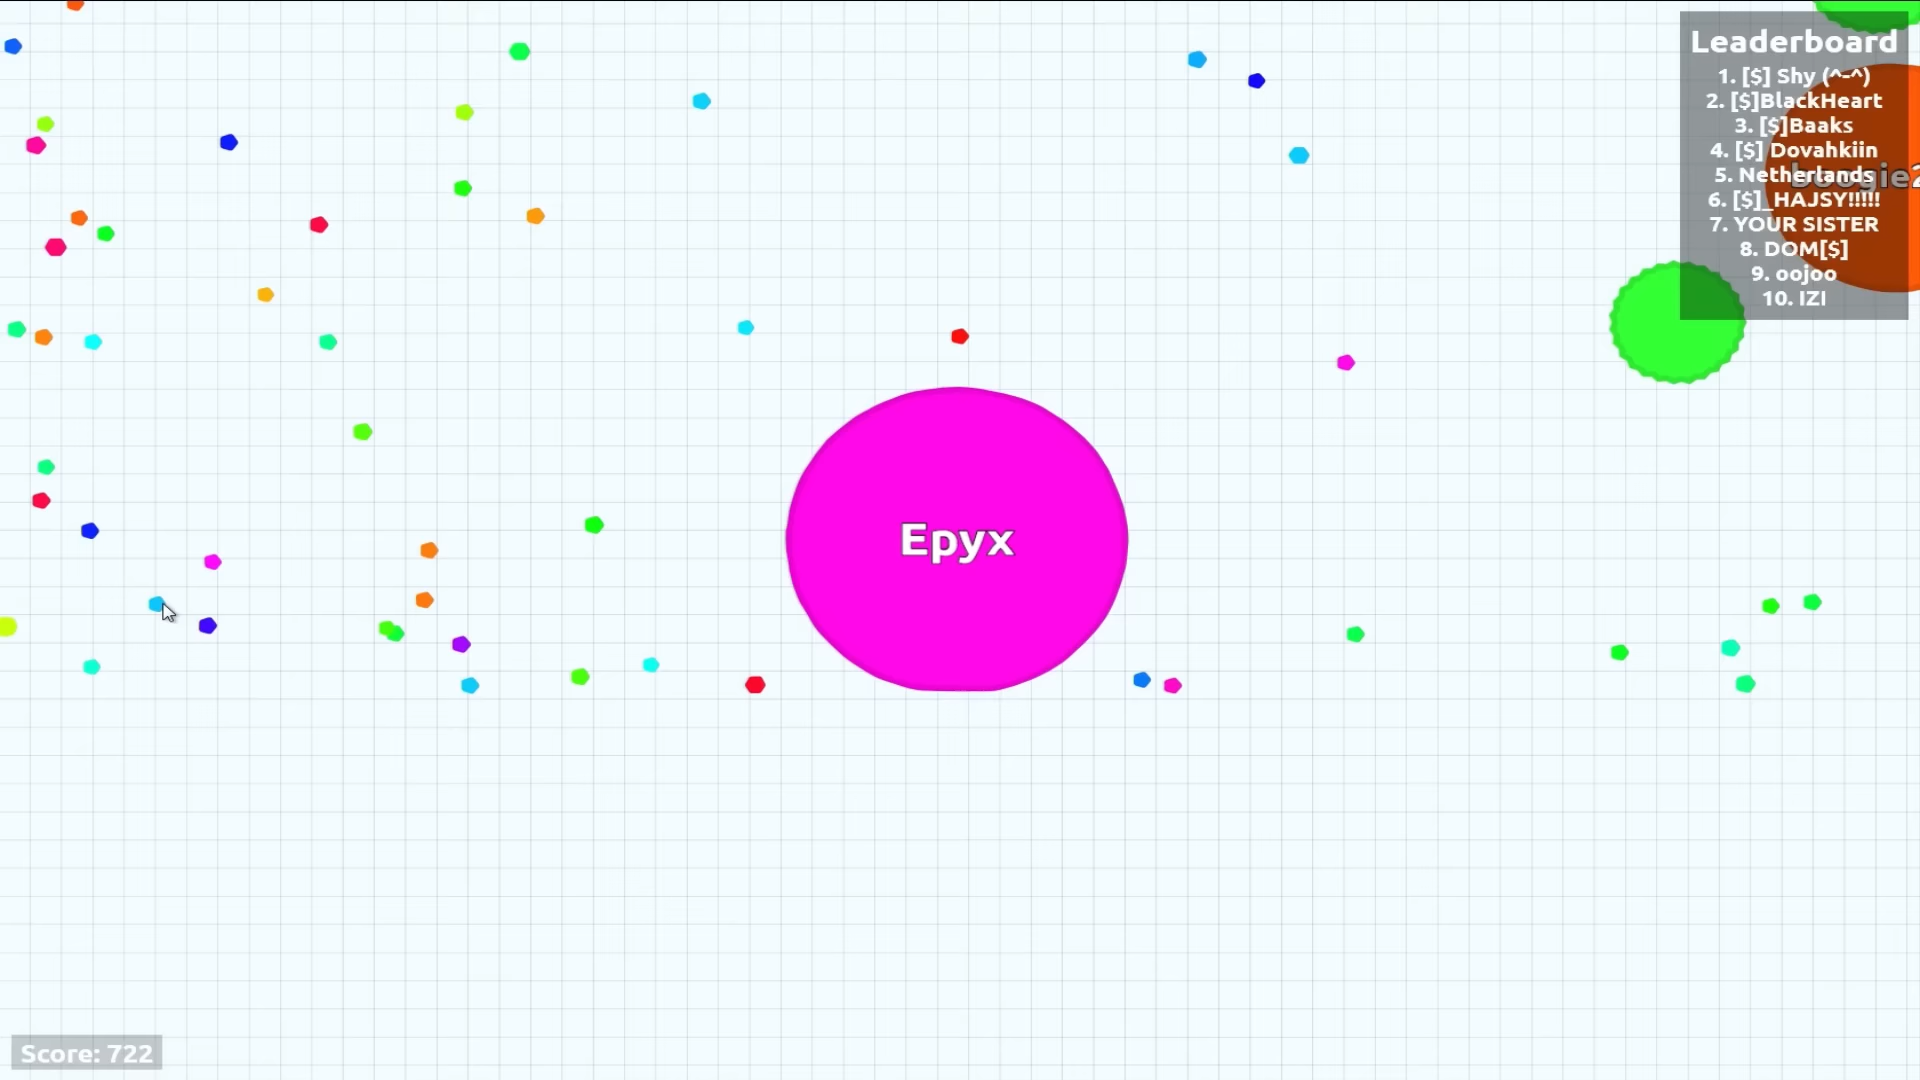 Leaderboard
1. [$] Shy (^-^)
2. [$]BlackHeart
3. [$]Baaks
4. [$] Dovahkiin
5. Netherlands
6. [$]_HAJSY!!!!!
7. YOUR SISTER
8. DOM[$]
9. oojoo
10. IZI
Epyx
Score: 722